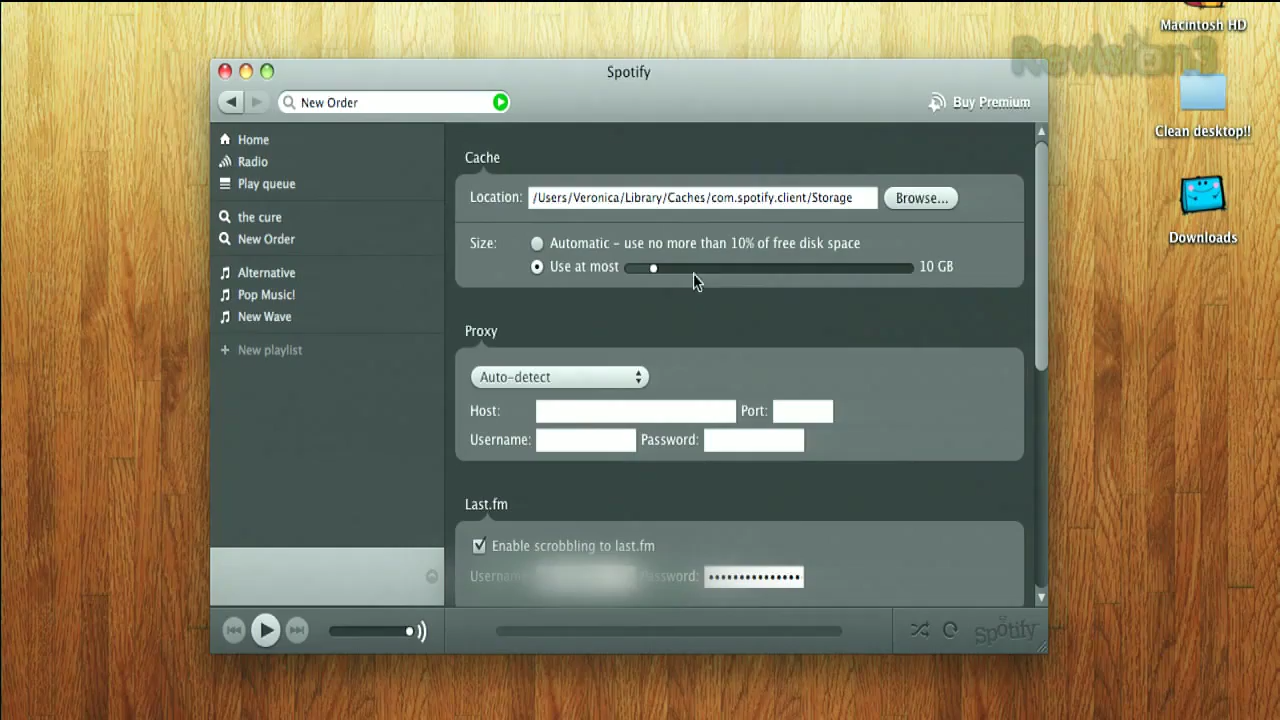 Macintosh HD
Revision3
Spotify
New Order
Buy Premium
Clean desktop!!
Home
Radio
Play queue
the cure
New Order
Alternative
Pop Music!
New Wave
+ New playlist
Downloads
Cache
Location: /Users/Veronica/Library/Caches/com.spotify.client/Storage Browse...
Size: Automatic - use no more than 10% of free disk space
Use at most 10 GB
Proxy
Auto-detect
Host: Port:
Username: Password:
Last.fm
Enable scrobbling to last.fm
Username: Password: •••••••••••••••
Spotify